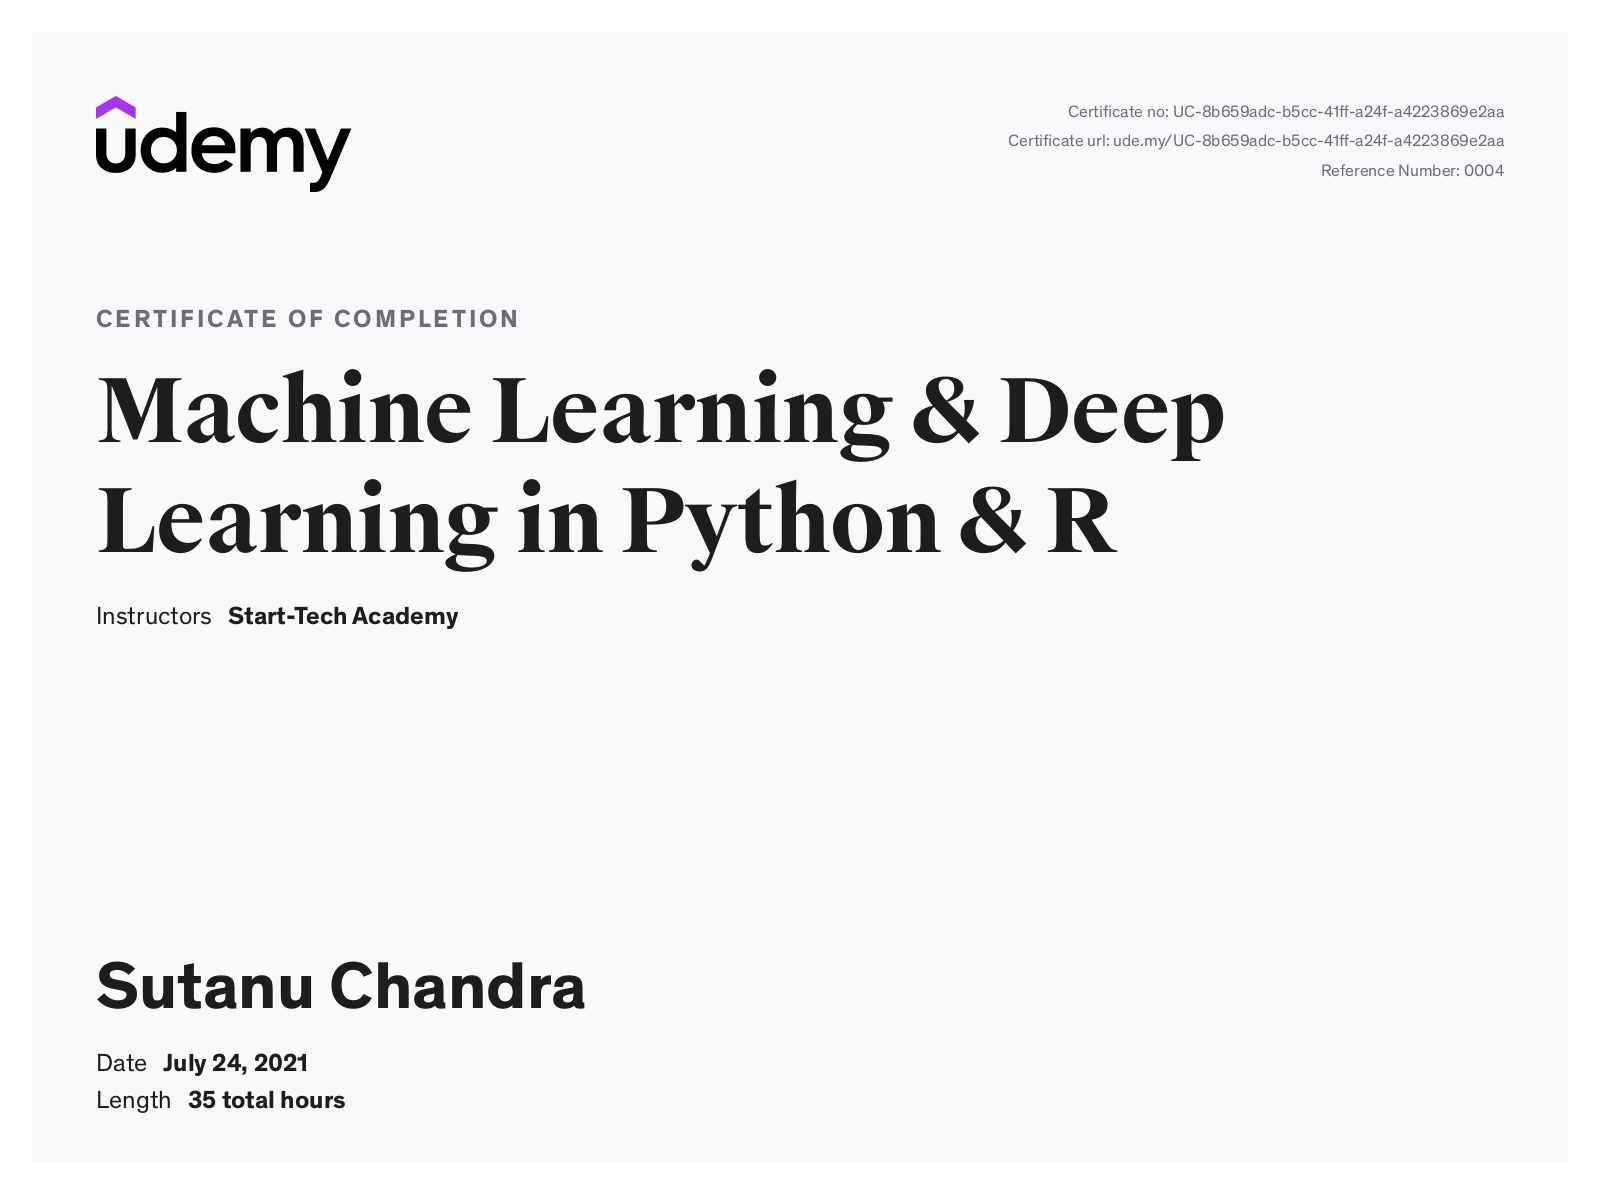 udemy
Certificate no: UC-8b659adc-b5cc-41ff-a24f-a4223869e2aa
Certificate url: ude.my/UC-8b659adc-b5cc-41ff-a24f-a4223869e2aa
Reference Number: 0004
CERTIFICATE OF COMPLETION
Machine Learning & Deep
Learning in Python & R
Instructors Start-Tech Academy
Sutanu Chandra
Date July 24, 2021
Length 35 total hours